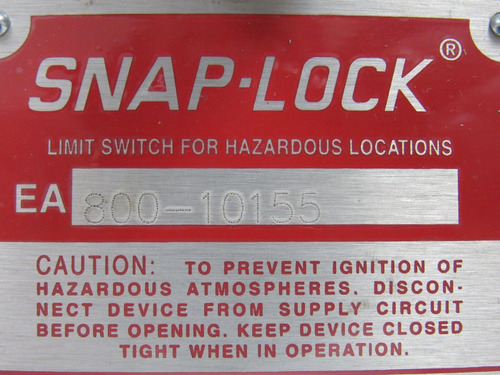 SNAP·LOCK®
LIMIT SWITCH FOR HAZARDOUS LOCATIONS
EA 800-10155
CAUTION: TO PREVENT IGNITION OF
HAZARDOUS ATMOSPHERES. DISCON-
NECT DEVICE FROM SUPPLY CIRCUIT
BEFORE OPENING. KEEP DEVICE CLOSED
TIGHT WHEN IN OPERATION.